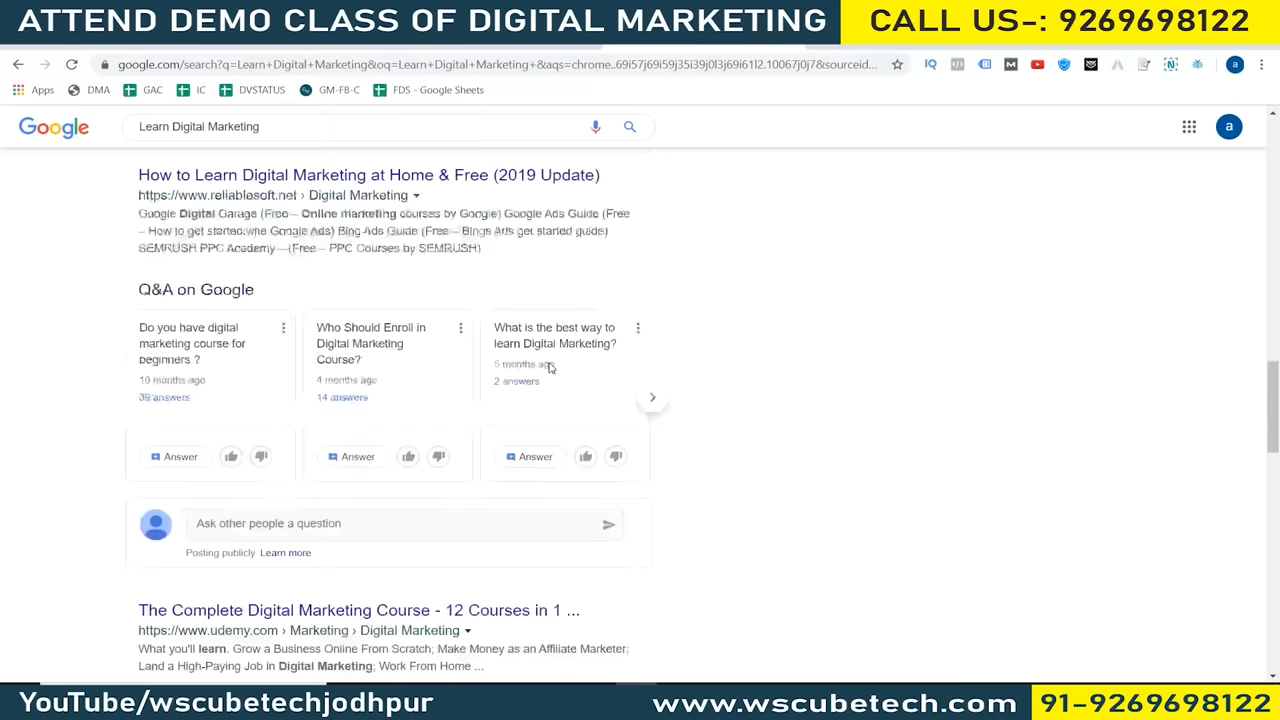 ATTEND DEMO CLASS OF DIGITAL MARKETING
CALL US-: 9269698122
google.com/search?q=Learn+Digital+Marketing&oq=Learn+Digital+Marketing+&aqs=chrome..69i57j69i59j35i39j0l3j69i61l2.10067j0j7&sourceid...
Apps
DMA
GAC
IC
DVSTATUS
GM-FB-C
FDS - Google Sheets
Google
Learn Digital Marketing
a
How to Learn Digital Marketing at Home & Free (2019 Update)
https://www.reliablesoft.net › Digital Marketing
Google Digital Garage (Free – Online marketing courses by Google) Google Ads Guide (Free
– How to get started with Google Ads) Bing Ads Guide (Free – Bing Ads get started guide)
SEMRUSH PPC Academy – (Free – PPC Courses by SEMRUSH)
Q&A on Google
Do you have digital
marketing course for
beginners ?
10 months ago
39 answers
Answer
Who Should Enroll in
Digital Marketing
Course?
4 months ago
14 answers
Answer
What is the best way to
learn Digital Marketing?
5 months ago
2 answers
Answer
Ask other people a question
Posting publicly Learn more
The Complete Digital Marketing Course - 12 Courses in 1 ...
https://www.udemy.com › Marketing › Digital Marketing
What you'll learn. Grow a Business Online From Scratch; Make Money as an Affiliate Marketer;
Land a High-Paying Job in Digital Marketing; Work From Home ...
YouTube/wscubetechjodhpur
www.wscubetech.com
91-9269698122